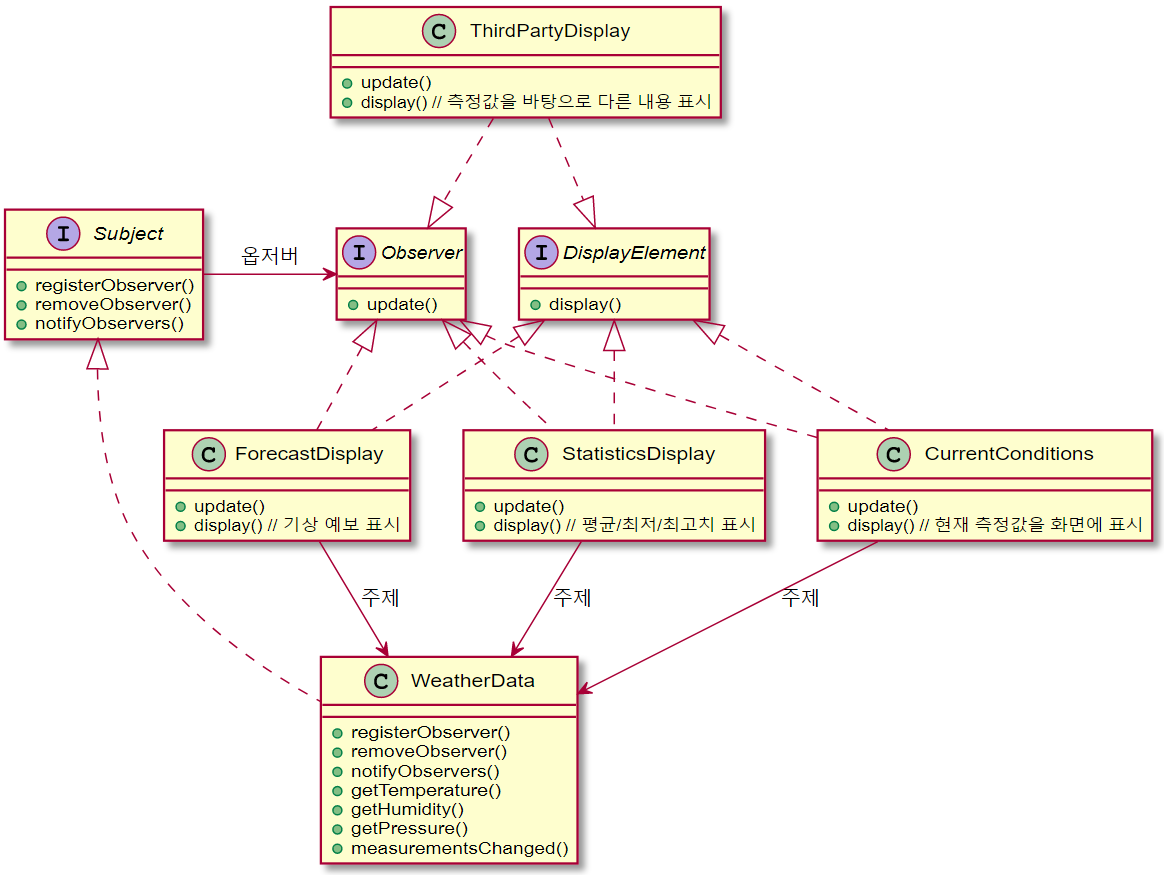 C ThirdPartyDisplay
update()
display() // 측정값을 바탕으로 다른 내용 표시
I Subject
registerObserver()
removeObserver()
notifyObservers()
옵저버
I Observer
update()
I DisplayElement
display()
C ForecastDisplay
update()
display() // 기상 예보 표시
C StatisticsDisplay
update()
display() // 평균/최저/최고치 표시
C CurrentConditions
update()
display() // 현재 측정값을 화면에 표시
주제
주제
주제
C WeatherData
registerObserver()
removeObserver()
notifyObservers()
getTemperature()
getHumidity()
getPressure()
measurementsChanged()